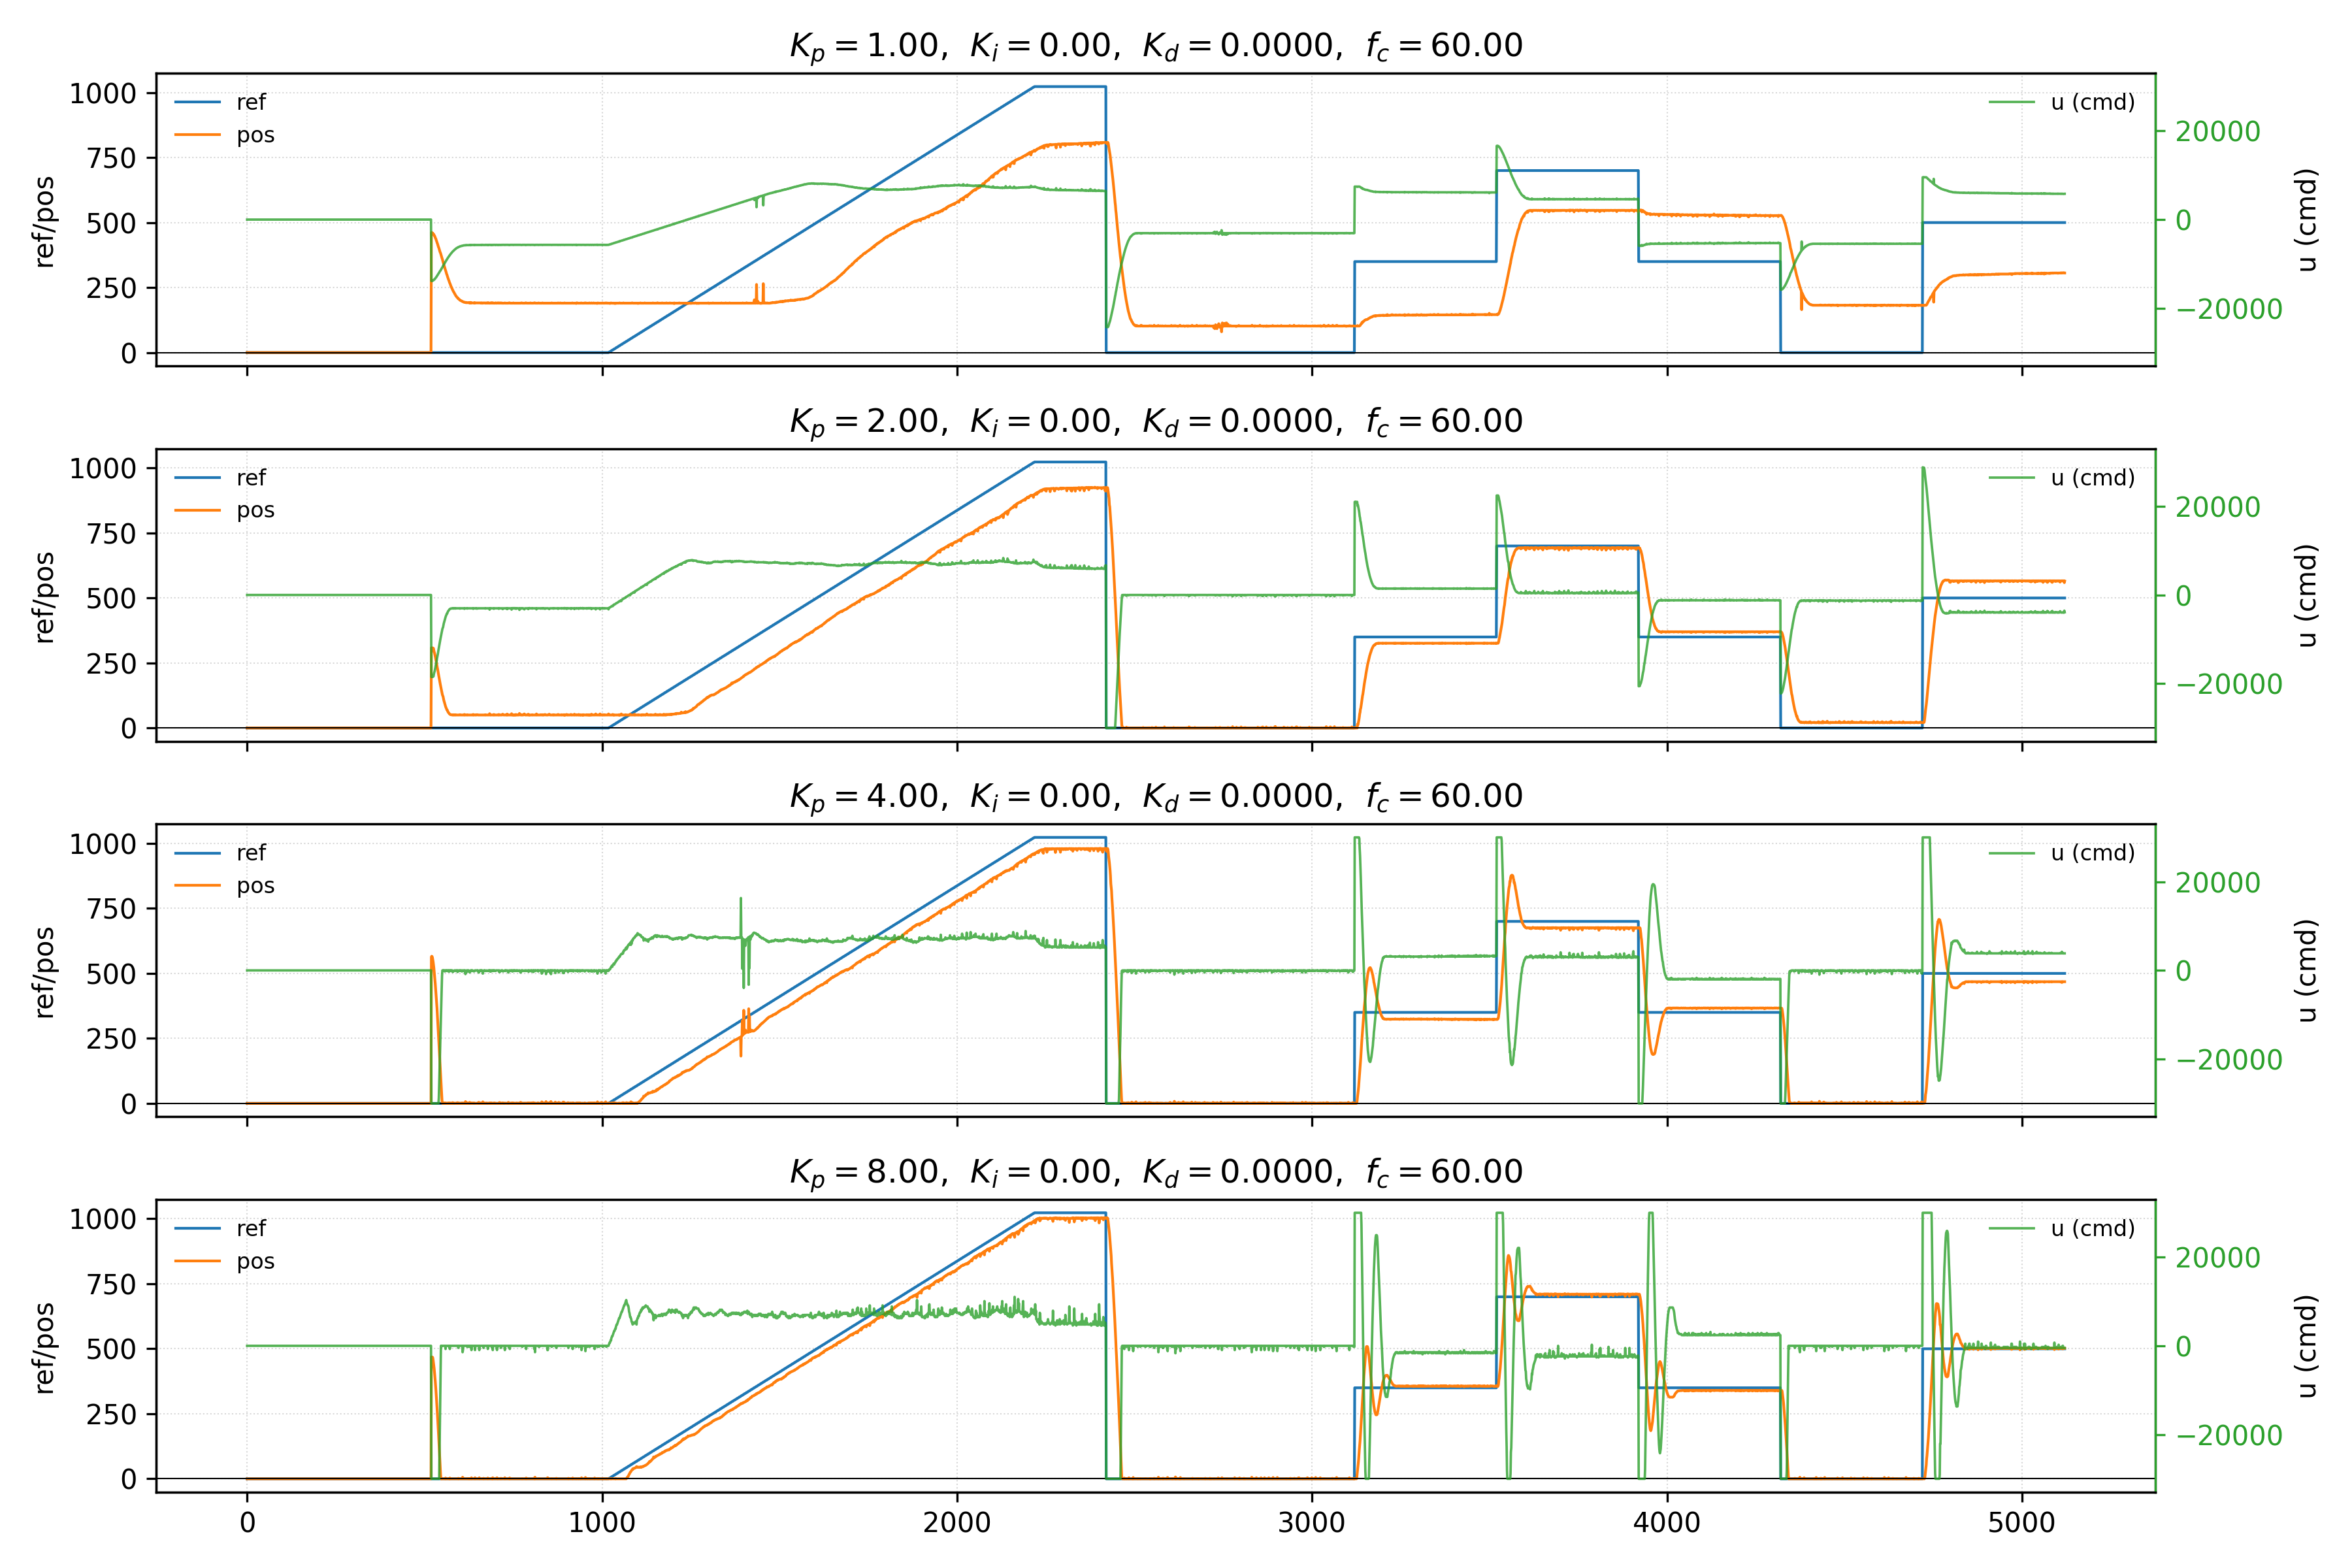 K_p = 1.00, K_i = 0.00, K_d = 0.0000, f_c = 60.00
ref
pos
u (cmd)
1000
750
500
250
0
ref/pos
20000
0
−20000
u (cmd)
K_p = 2.00, K_i = 0.00, K_d = 0.0000, f_c = 60.00
ref
pos
u (cmd)
1000
750
500
250
0
ref/pos
20000
0
−20000
u (cmd)
K_p = 4.00, K_i = 0.00, K_d = 0.0000, f_c = 60.00
ref
pos
u (cmd)
1000
750
500
250
0
ref/pos
20000
0
−20000
u (cmd)
K_p = 8.00, K_i = 0.00, K_d = 0.0000, f_c = 60.00
ref
pos
u (cmd)
1000
750
500
250
0
ref/pos
20000
0
−20000
u (cmd)
0 1000 2000 3000 4000 5000